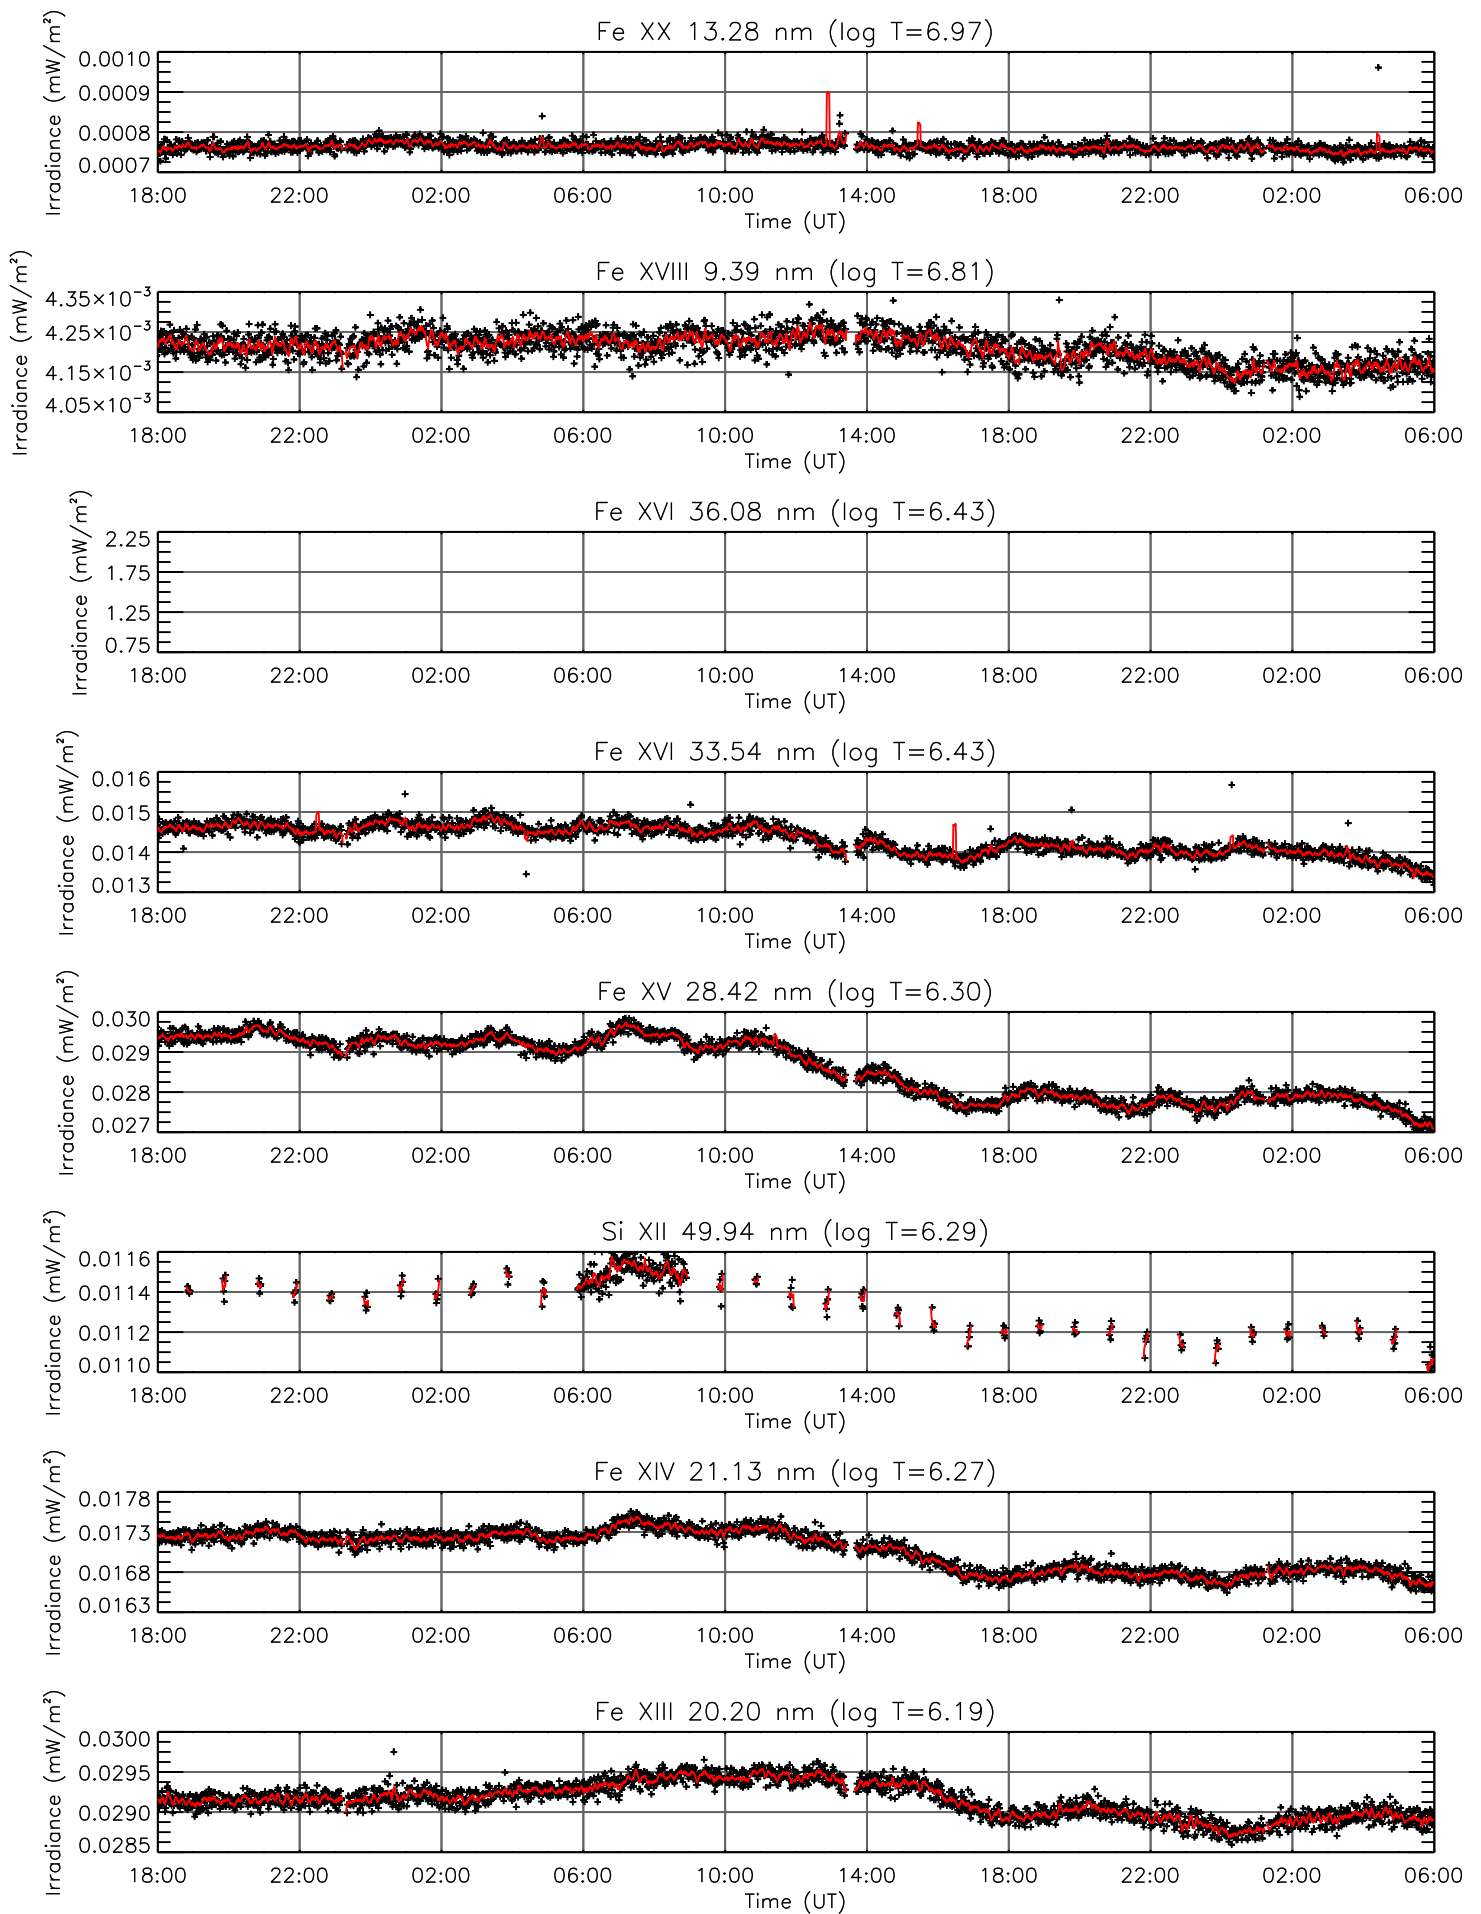 Fe XX 13.28 nm (log T=6.97)
Irradiance (mW/m²)
0.0010
0.0009
0.0008
0.0007
18:00 22:00 02:00 06:00 10:00 14:00 18:00 22:00 02:00 06:00
Time (UT)
Fe XVIII 9.39 nm (log T=6.81)
Irradiance (mW/m²)
4.35×10⁻³
4.25×10⁻³
4.15×10⁻³
4.05×10⁻³
18:00 22:00 02:00 06:00 10:00 14:00 18:00 22:00 02:00 06:00
Time (UT)
Fe XVI 36.08 nm (log T=6.43)
Irradiance (mW/m²)
2.25
1.75
1.25
0.75
18:00 22:00 02:00 06:00 10:00 14:00 18:00 22:00 02:00 06:00
Time (UT)
Fe XVI 33.54 nm (log T=6.43)
Irradiance (mW/m²)
0.016
0.015
0.014
0.013
18:00 22:00 02:00 06:00 10:00 14:00 18:00 22:00 02:00 06:00
Time (UT)
Fe XV 28.42 nm (log T=6.30)
Irradiance (mW/m²)
0.030
0.029
0.028
0.027
18:00 22:00 02:00 06:00 10:00 14:00 18:00 22:00 02:00 06:00
Time (UT)
Si XII 49.94 nm (log T=6.29)
Irradiance (mW/m²)
0.0116
0.0114
0.0112
0.0110
18:00 22:00 02:00 06:00 10:00 14:00 18:00 22:00 02:00 06:00
Time (UT)
Fe XIV 21.13 nm (log T=6.27)
Irradiance (mW/m²)
0.0178
0.0173
0.0168
0.0163
18:00 22:00 02:00 06:00 10:00 14:00 18:00 22:00 02:00 06:00
Time (UT)
Fe XIII 20.20 nm (log T=6.19)
Irradiance (mW/m²)
0.0300
0.0295
0.0290
0.0285
18:00 22:00 02:00 06:00 10:00 14:00 18:00 22:00 02:00 06:00
Time (UT)